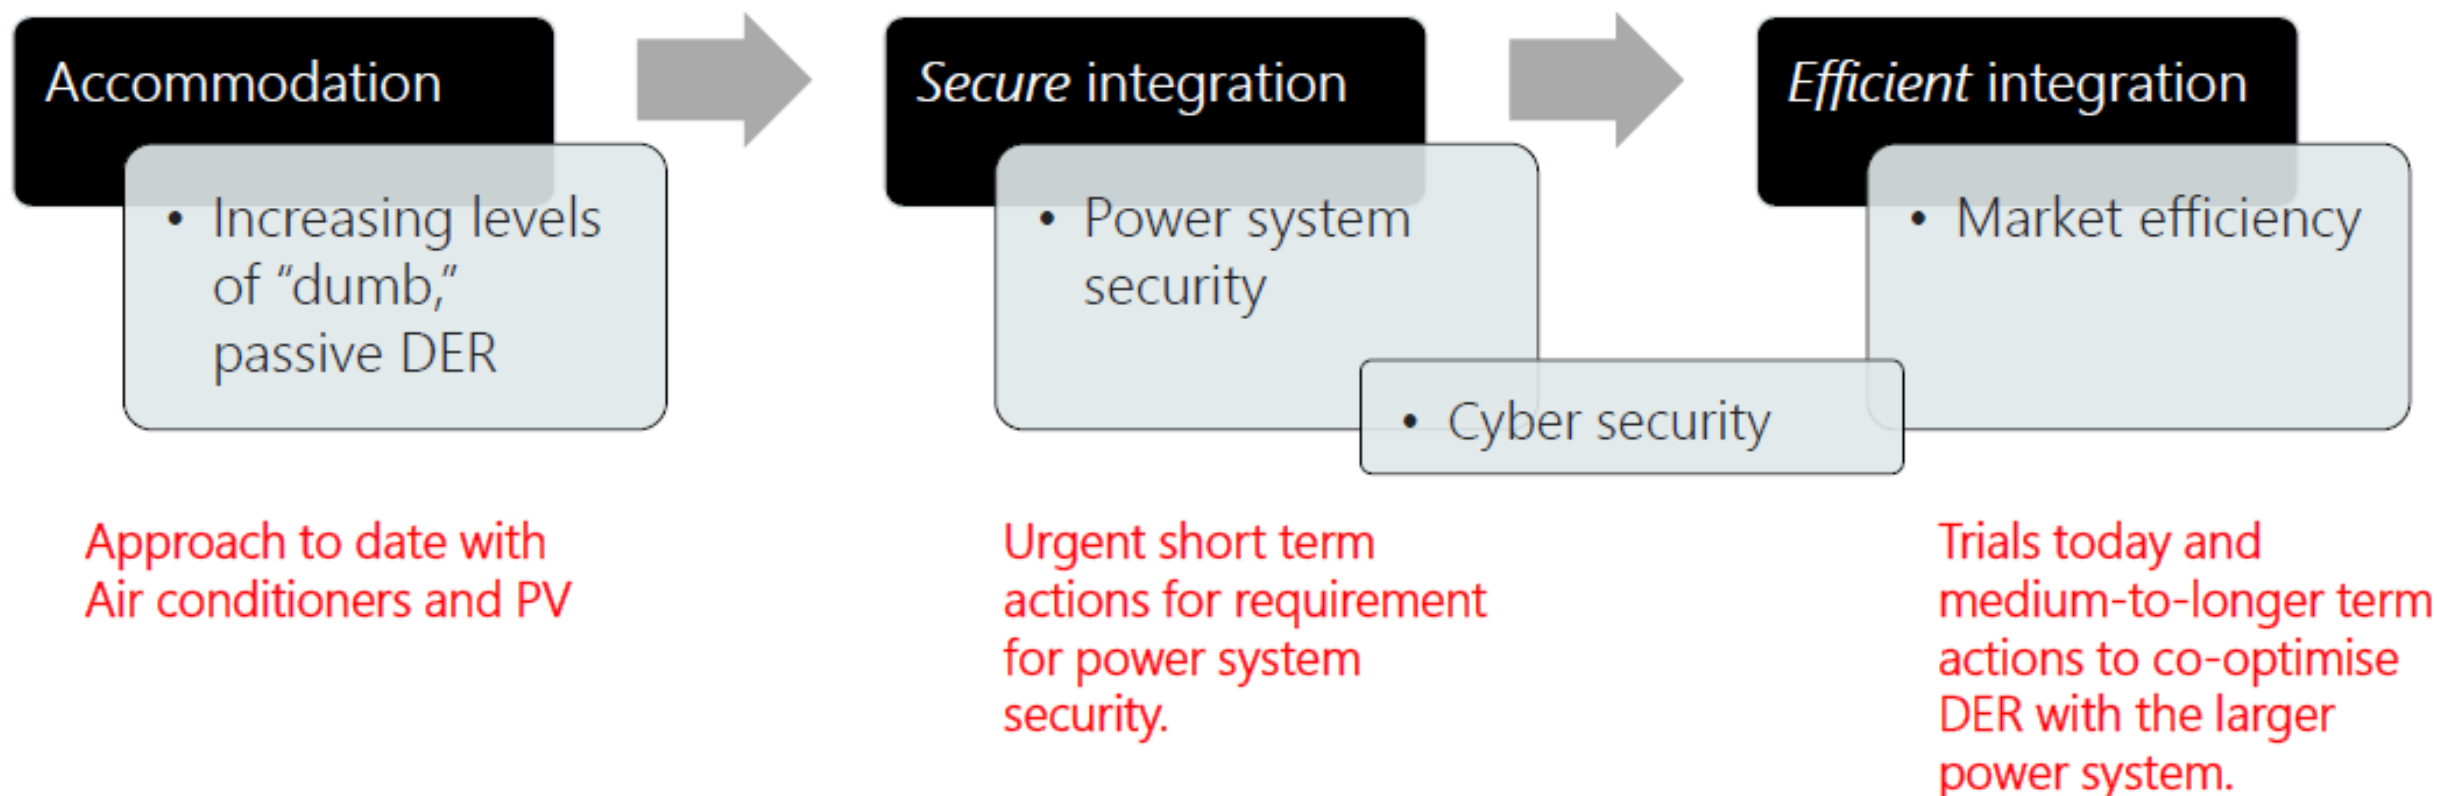 Accommodation
• Increasing levels
of “dumb,”
passive DER
Secure integration
• Power system
security
Efficient integration
• Market efficiency
• Cyber security
Approach to date with
Air conditioners and PV
Urgent short term
actions for requirement
for power system
security.
Trials today and
medium-to-longer term
actions to co-optimise
DER with the larger
power system.